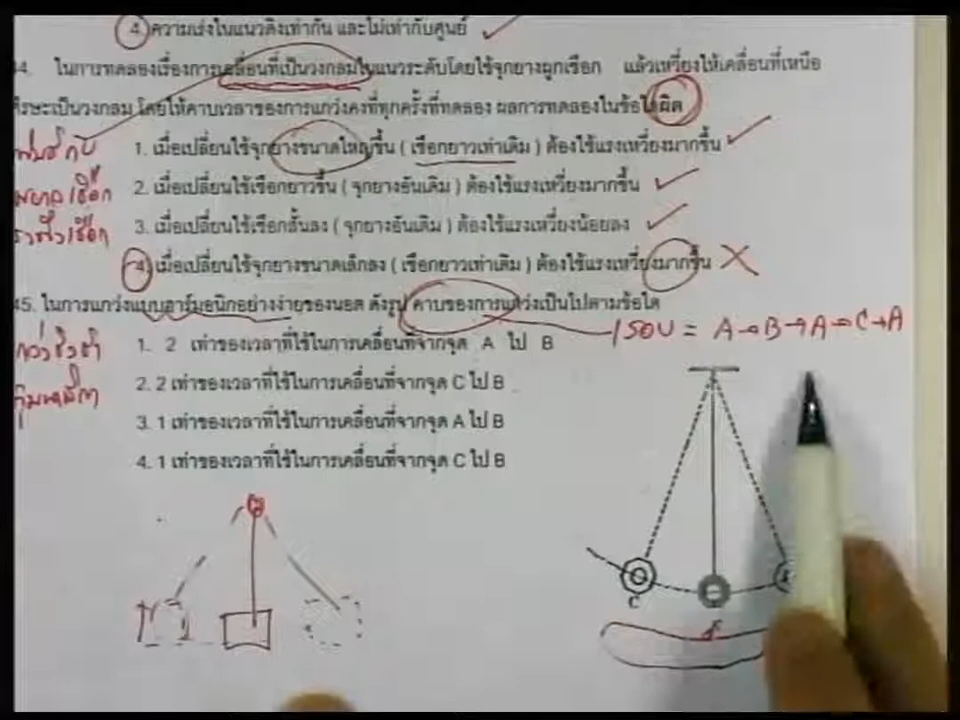 4. ความเร่งในแนวดิ่งเท่ากัน และไม่เท่ากับศูนย์
44. ในการทดลองเรื่องการเคลื่อนที่เป็นวงกลมในแนวระดับโดยใช้จุกยางผูกเชือก แล้วเหวี่ยงให้เคลื่อนที่เหนือ
ศีรษะเป็นวงกลม โดยให้คาบเวลาของการแกว่งคงที่ทุกครั้งที่ทดลอง ผลการทดลองในข้อใดผิด
1. เมื่อเปลี่ยนใช้จุกยางขนาดใหญ่ขึ้น ( เชือกยาวเท่าเดิม ) ต้องใช้แรงเหวี่ยงมากขึ้น
2. เมื่อเปลี่ยนใช้เชือกยาวขึ้น ( จุกยางอันเดิม ) ต้องใช้แรงเหวี่ยงมากขึ้น
3. เมื่อเปลี่ยนใช้เชือกสั้นลง ( จุกยางอันเดิม ) ต้องใช้แรงเหวี่ยงน้อยลง
4. เมื่อเปลี่ยนใช้จุกยางขนาดเล็กลง ( เชือกยาวเท่าเดิม ) ต้องใช้แรงเหวี่ยงมากขึ้น
45. ในการแกว่งแบบฮาร์มอนิกอย่างง่ายของนอต ดังรูป คาบของการแกว่งเป็นไปตามข้อใด
1 รอบ = A→B→A→C→A
1. 2 เท่าของเวลาที่ใช้ในการเคลื่อนที่จากจุด A ไป B
2. 2 เท่าของเวลาที่ใช้ในการเคลื่อนที่จากจุด C ไป B
3. 1 เท่าของเวลาที่ใช้ในการเคลื่อนที่จากจุด A ไป B
4. 1 เท่าของเวลาที่ใช้ในการเคลื่อนที่จากจุด C ไป B
C